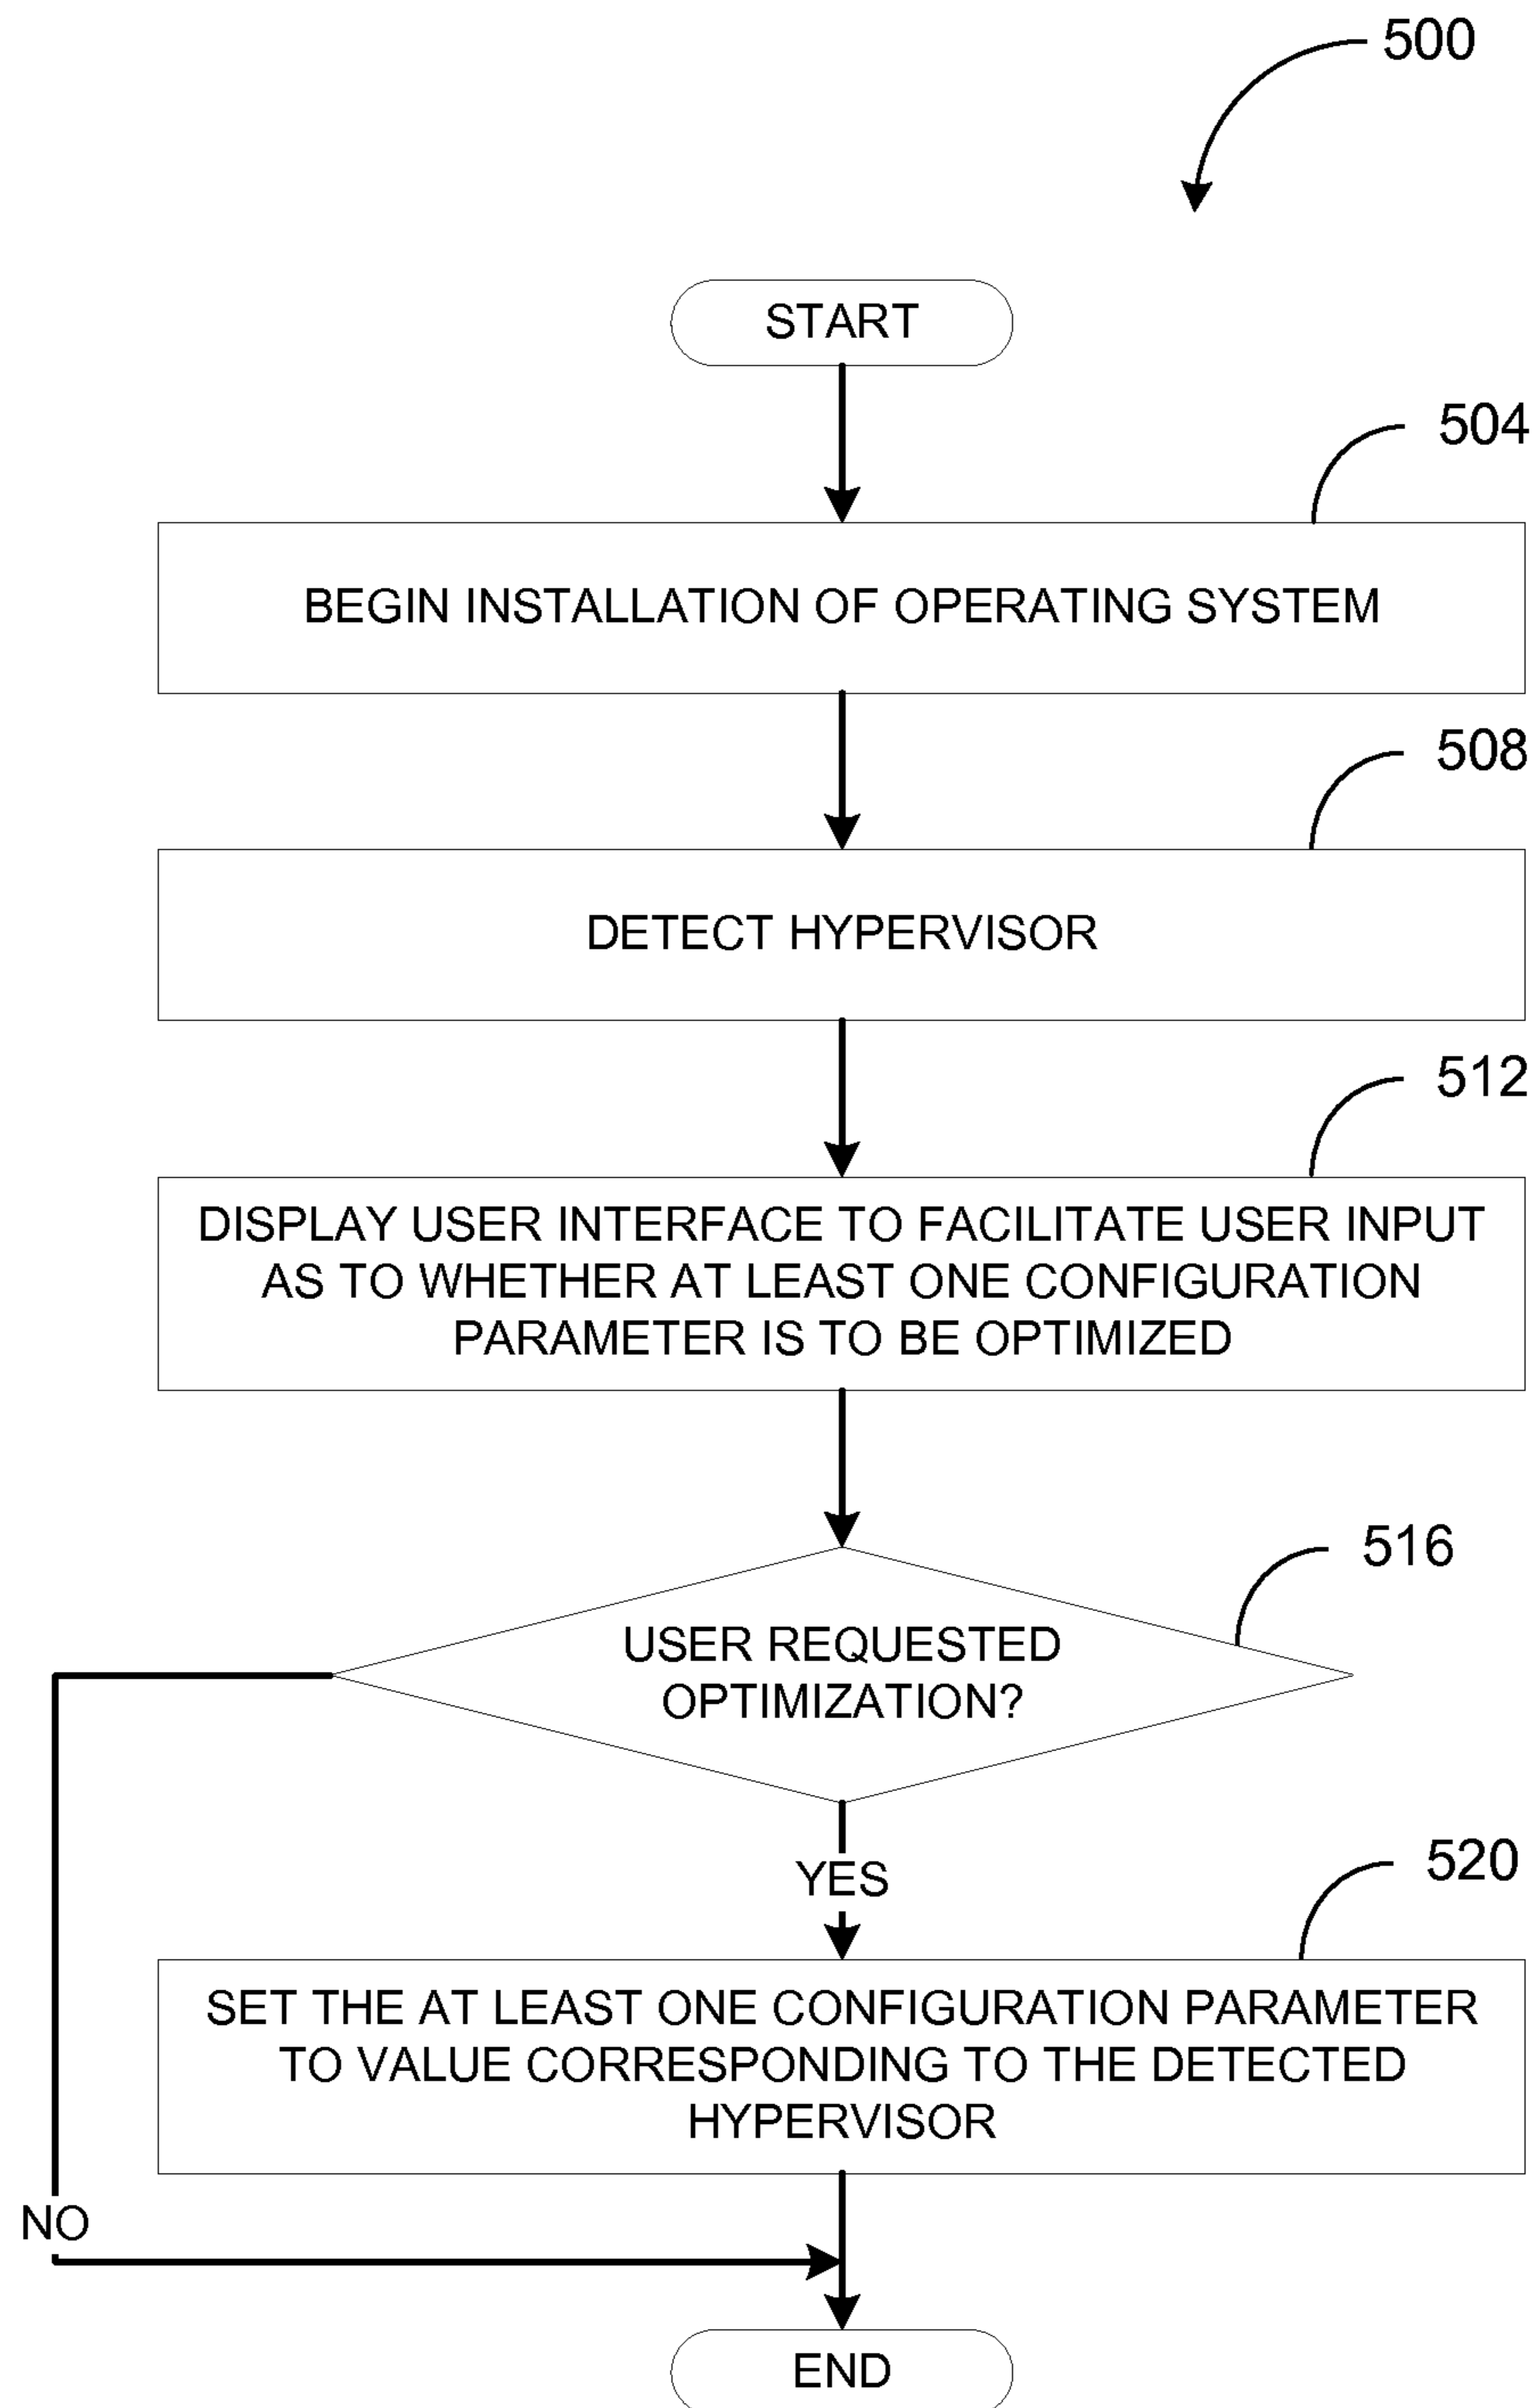 500
START
504
BEGIN INSTALLATION OF OPERATING SYSTEM
508
DETECT HYPERVISOR
512
DISPLAY USER INTERFACE TO FACILITATE USER INPUT
AS TO WHETHER AT LEAST ONE CONFIGURATION
PARAMETER IS TO BE OPTIMIZED
516
USER REQUESTED
OPTIMIZATION?
YES
520
SET THE AT LEAST ONE CONFIGURATION PARAMETER
TO VALUE CORRESPONDING TO THE DETECTED
HYPERVISOR
NO
END